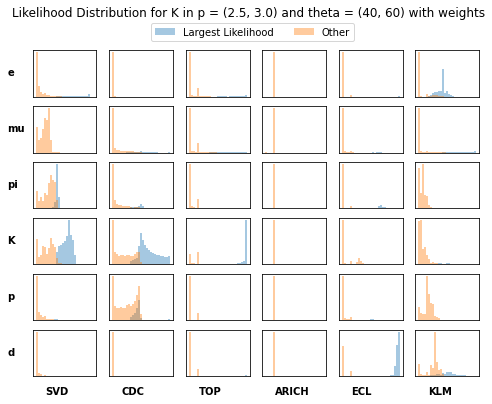 Likelihood Distribution for K in p = (2.5, 3.0) and theta = (40, 60) with weights
Largest Likelihood Other
e
mu
pi
K
p
d
SVD CDC TOP ARICH ECL KLM